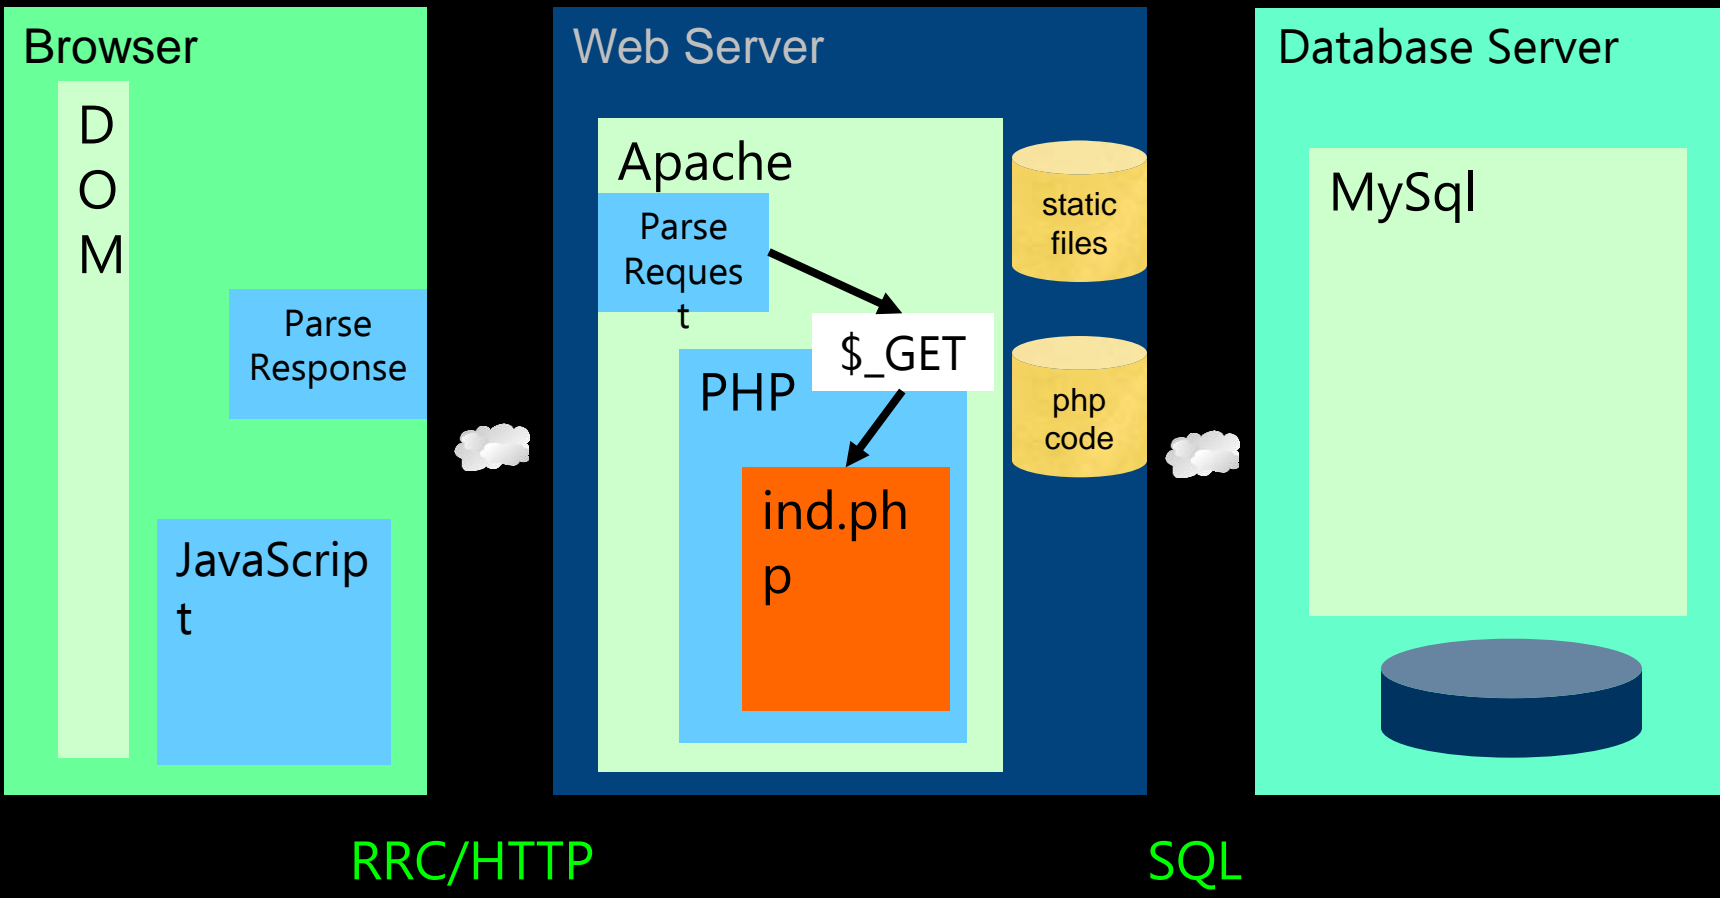 Browser
D
O
M
Parse
Response
JavaScrip
t
Web Server
Apache
Parse
Reques
t
$_GET
PHP
ind.ph
p
static
files
php
code
Database Server
MySql
RRC/HTTP
SQL